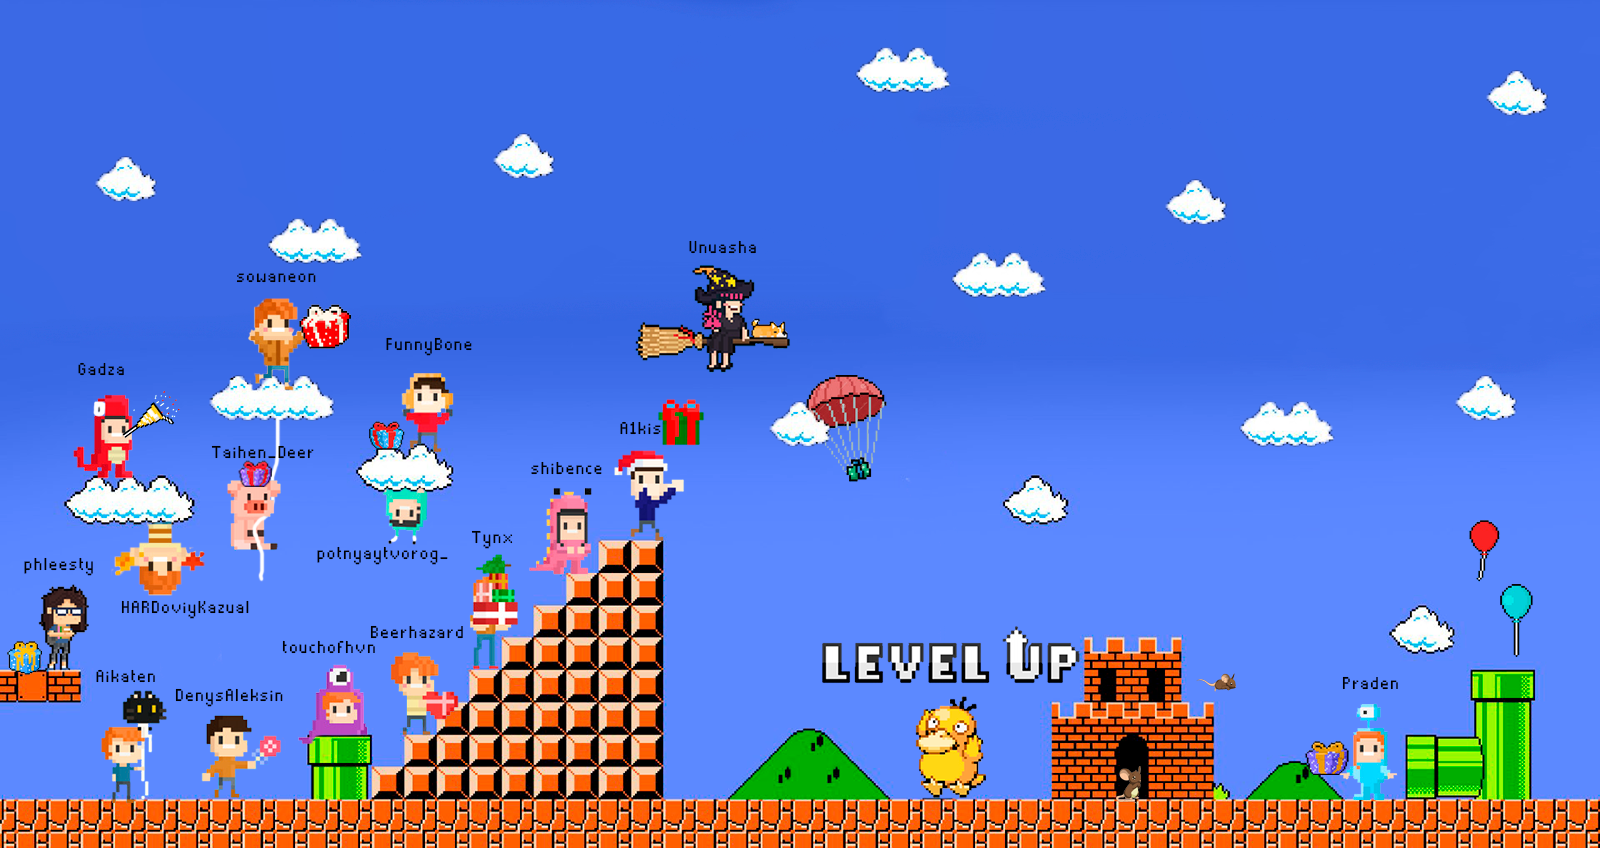 Unuasha
sowaneon
FunnyBone
Gadza
A1kis
Taihen_Deer
shibence
Tynx
potnyaytvorog_
phleesty
HARDoviyKazual
Beerhazard
touchofhvn
LEVEL UP
Aikaten
DenysAleksin
Praden